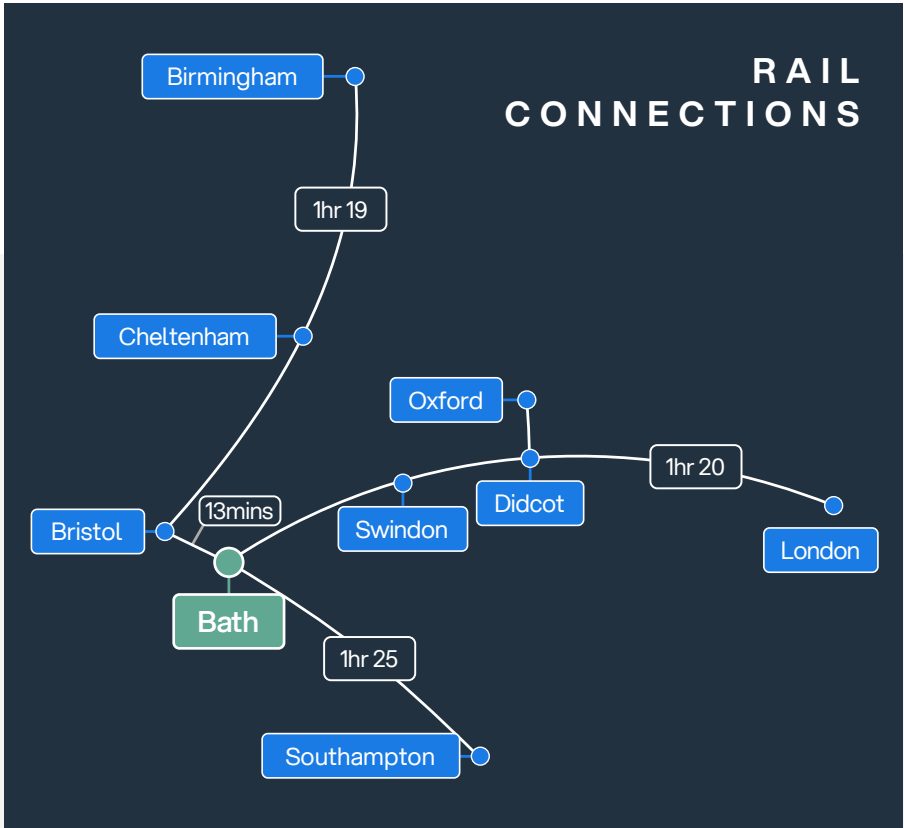 RAIL
CONNECTIONS
Birmingham
1hr 19
Cheltenham
Oxford
1hr 20
Didcot
13mins
Swindon
Bristol
London
Bath
1hr 25
Southampton